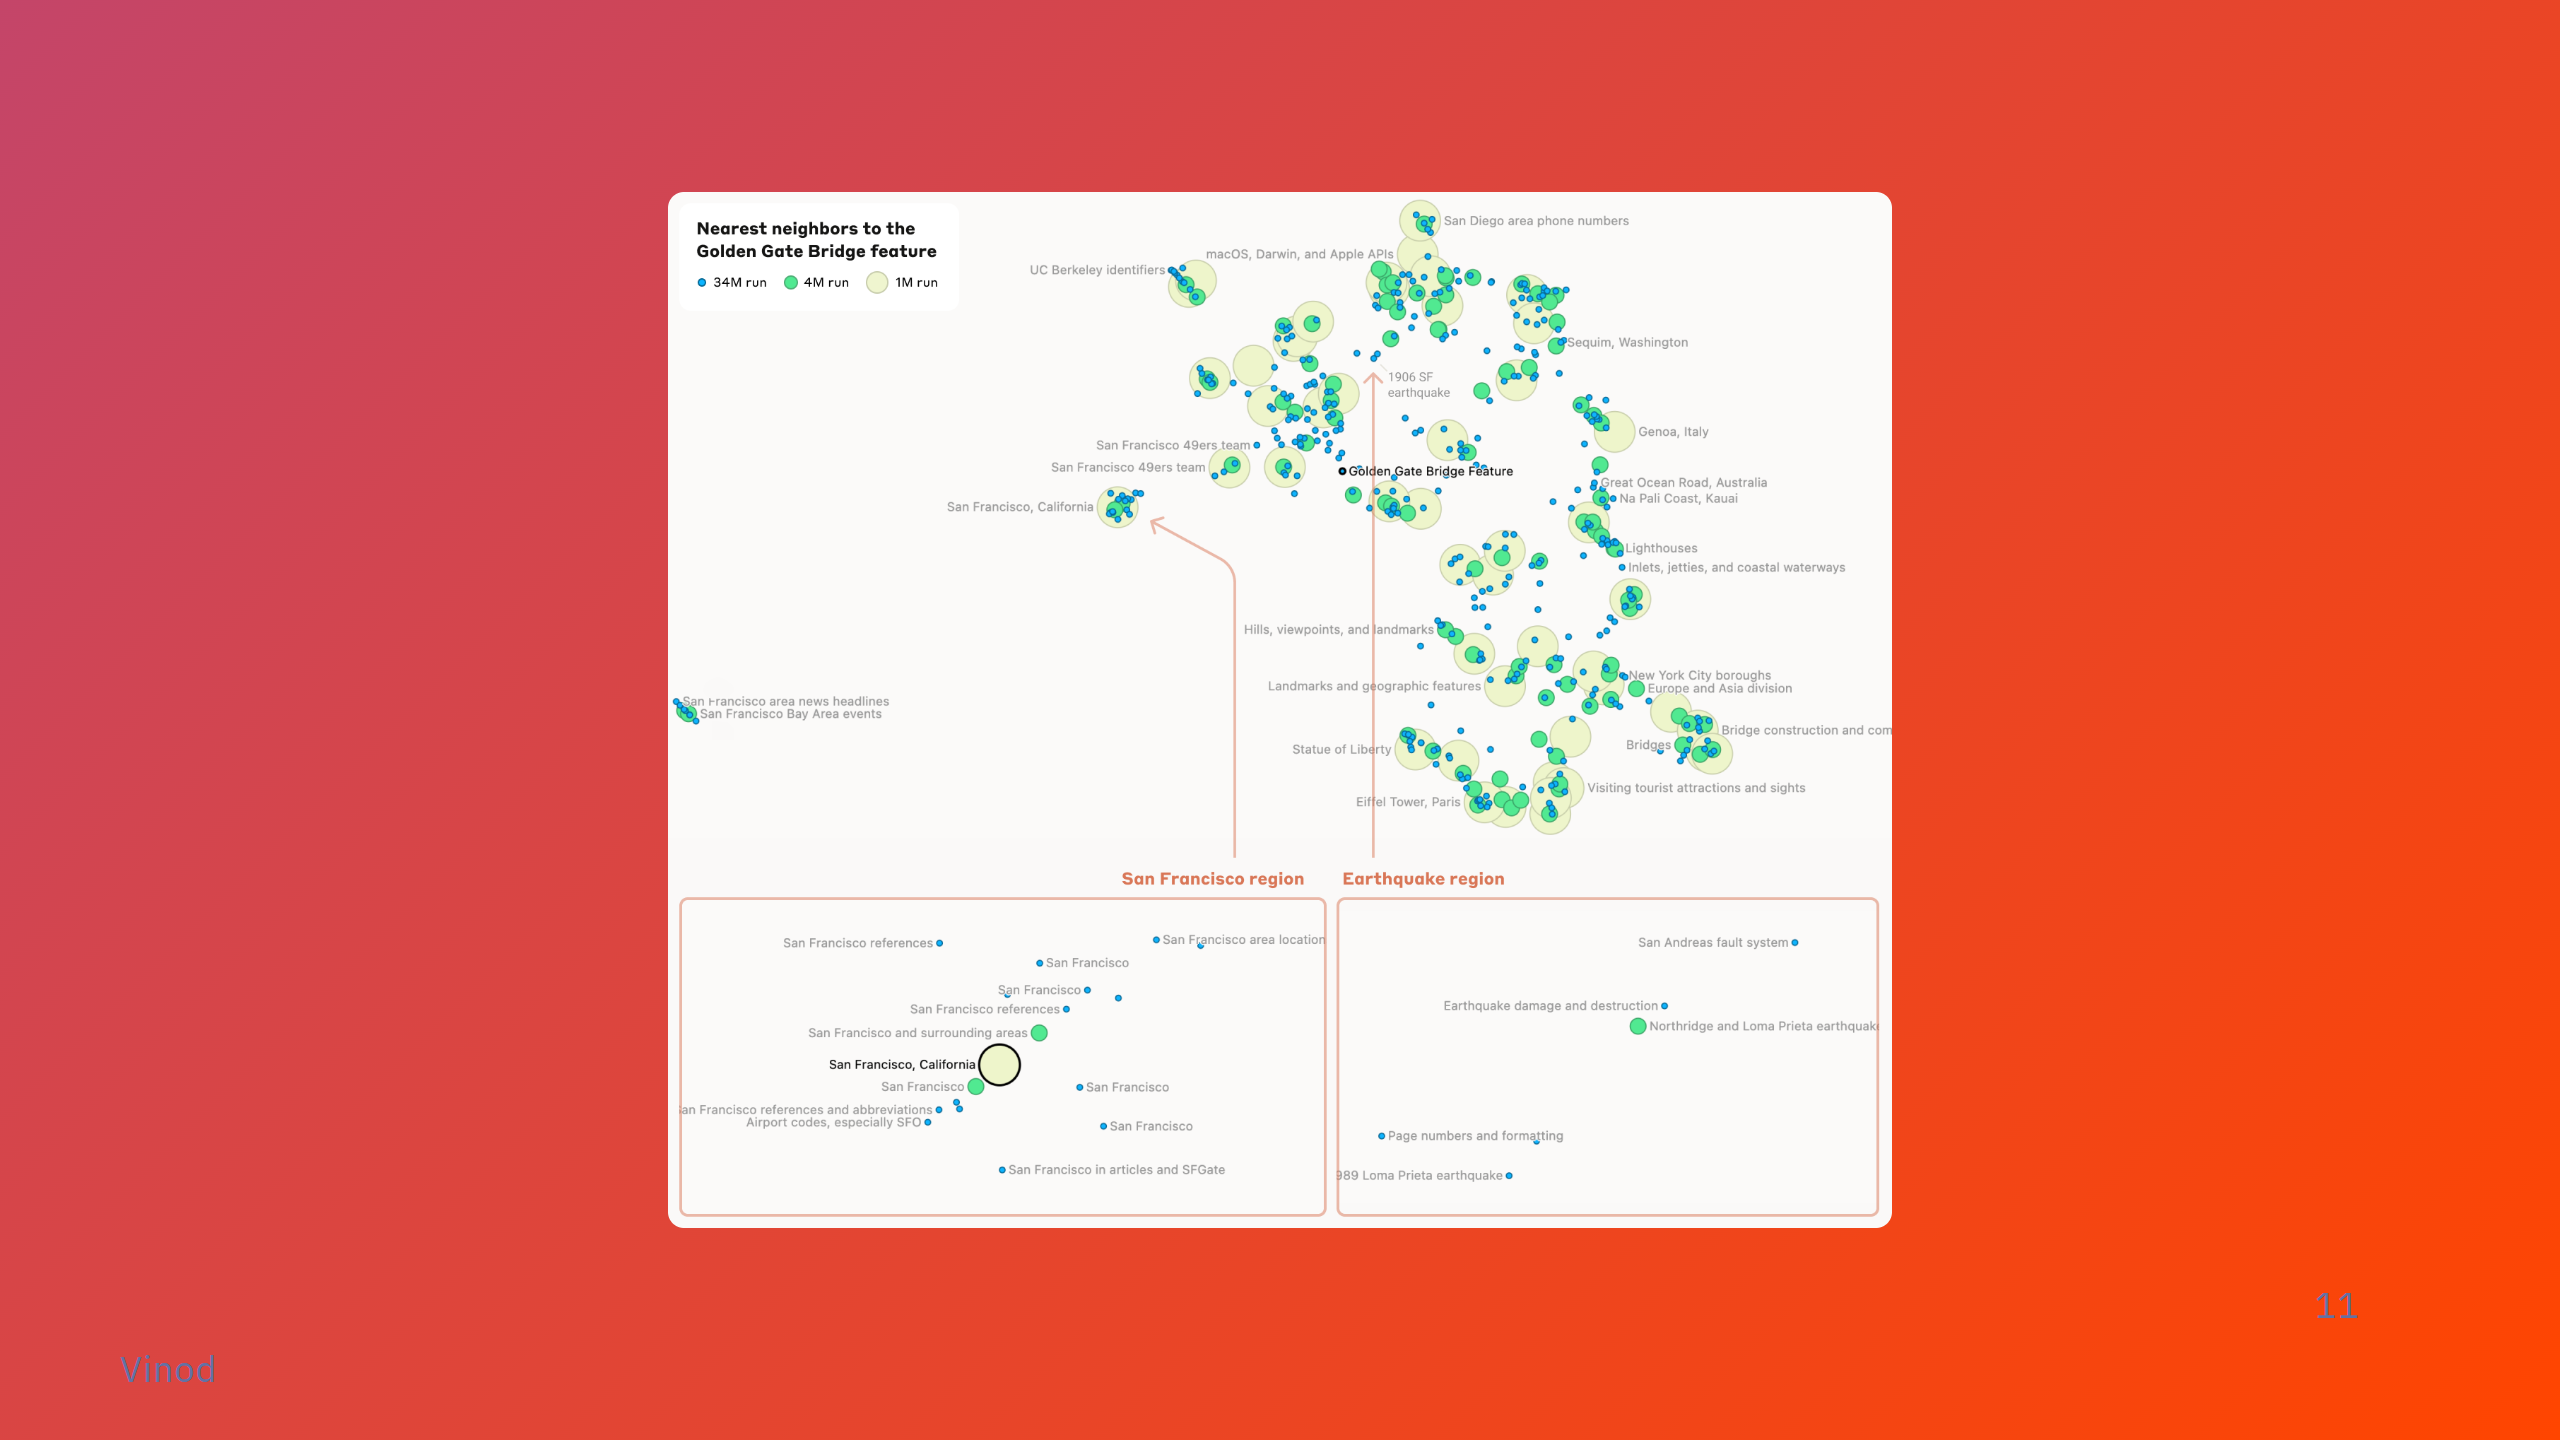 Nearest neighbors to the
Golden Gate Bridge feature
34M run
4M run
1M run
San Diego area phone numbers
macOS, Darwin, and Apple APIs
UC Berkeley identifiers
Sequim, Washington
1906 SF
earthquake
Genoa, Italy
San Francisco 49ers team
San Francisco 49ers team
Golden Gate Bridge Feature
Great Ocean Road, Australia
Na Pali Coast, Kauai
San Francisco, California
Lighthouses
Inlets, jetties, and coastal waterways
Hills, viewpoints, and landmarks
New York City boroughs
Landmarks and geographic features
Europe and Asia division
San Francisco area news headlines
San Francisco Bay Area events
Bridge construction and com
Bridges
Statue of Liberty
Visiting tourist attractions and sights
Eiffel Tower, Paris
San Francisco region
Earthquake region
San Francisco references
San Francisco area location
San Francisco
San Francisco
San Francisco references
San Francisco and surrounding areas
San Francisco, California
San Francisco
San Francisco
an Francisco references and abbreviations
Airport codes, especially SFO
San Francisco
San Francisco in articles and SFGate
San Andreas fault system
Earthquake damage and destruction
Northridge and Loma Prieta earthquak
Page numbers and formatting
989 Loma Prieta earthquake
11
Vinod